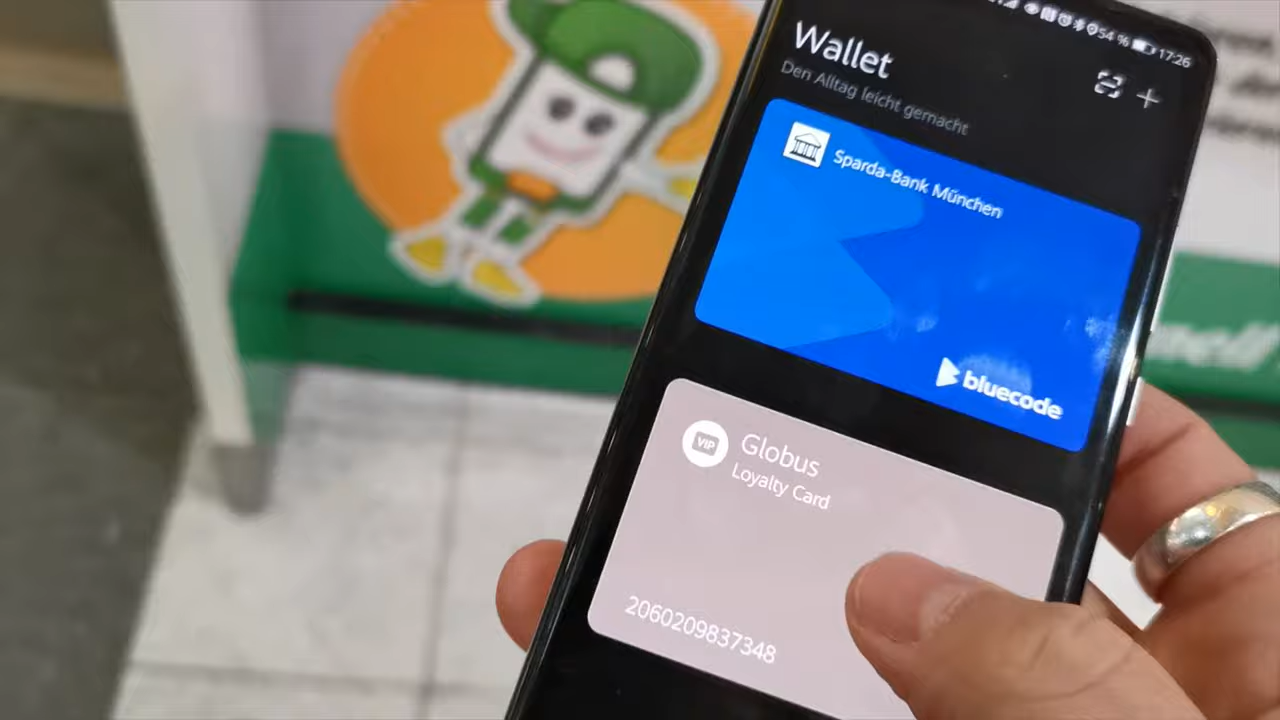 54 % 17:26
Wallet
Den Alltag leicht gemacht
Sparda-Bank München
bluecode
VIP
Globus
Loyalty Card
2060209837348